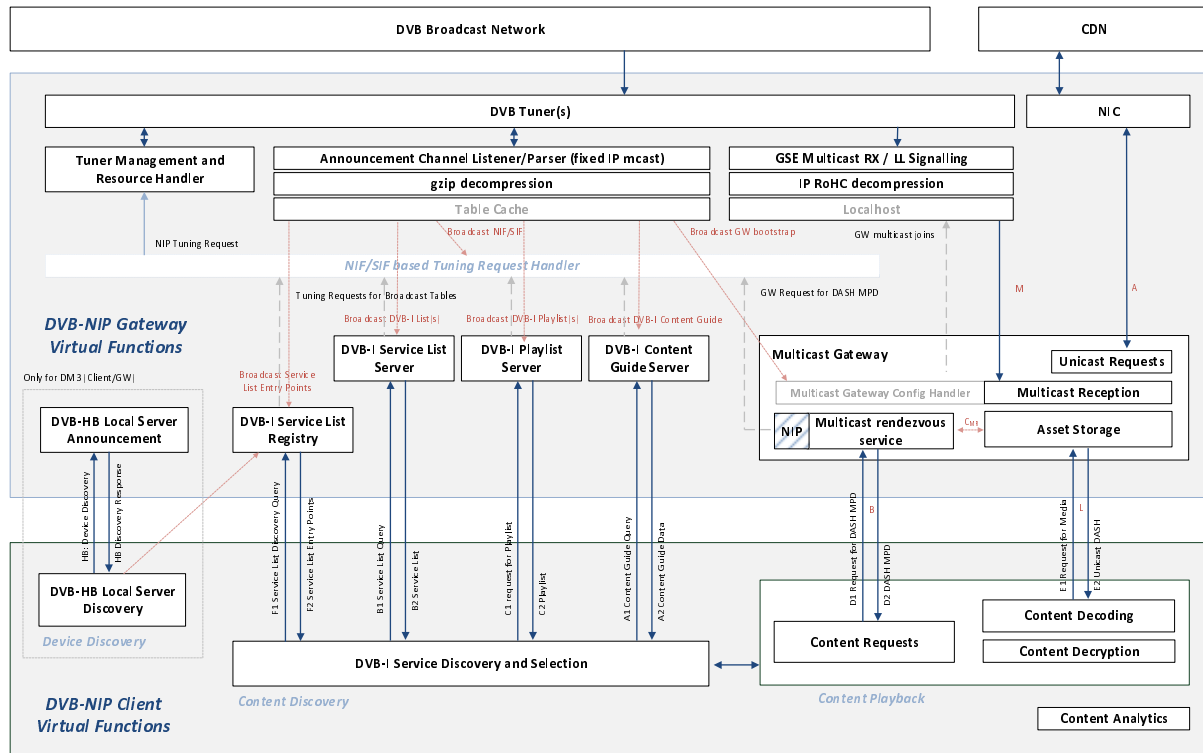 DVB Broadcast Network
CDN
DVB Tuner(s)
NIC
Tuner Management and
Resource Handler
Announcement Channel Listener/Parser (fixed IP mcast)
gzip decompression
Table Cache
GSE Multicast RX / LL Signalling
IP RoHC decompression
Localhost
NIP Tuning Request
Broadcast NIF/SIF
Broadcast GW bootstrap
GW multicast joins
NIF/SIF based Tuning Request Handler
Tuning Requests for Broadcast Tables
GW Request for DASH MPD
M
A
DVB-NIP Gateway
Virtual Functions
Broadcast DVB-I List(s)
Broadcast DVB-I Playlist(s)
Broadcast DVB-I Content Guide
DVB-I Service List
Server
DVB-I Playlist
Server
DVB-I Content
Guide Server
Multicast Gateway
Unicast Requests
Only for DM3 (Client/GW)
Broadcast Service
List Entry Points
Multicast Gateway Config Handler
Multicast Reception
DVB-HB Local Server
Announcement
DVB-I Service List
Registry
NIP
Multicast rendezvous
service
CMR
Asset Storage
HB: Device Discovery
HB Discovery Response
F1 Service List Discovery Query
F2 Service List Entry Points
B1 Service List Query
B2 Service List
C1 request for Playlist
C2 Playlist
A1 Content Guide Query
A2 Content Guide Data
D1 Request for DASH MPD
B
D2 DASH MPD
E1 Request for Media
L
E2 Unicast DASH
DVB-HB Local Server
Discovery
Device Discovery
DVB-I Service Discovery and Selection
Content Discovery
Content Requests
Content Decoding
Content Decryption
Content Playback
DVB-NIP Client
Virtual Functions
Content Analytics